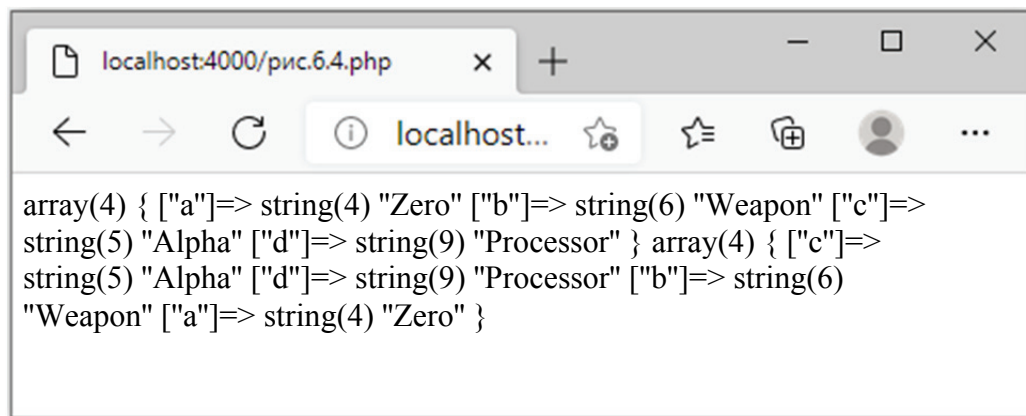 localhost:4000/рис.6.4.php
localhost...
array(4) { ["a"]=> string(4) "Zero" ["b"]=> string(6) "Weapon" ["c"]=>
string(5) "Alpha" ["d"]=> string(9) "Processor" } array(4) { ["c"]=>
string(5) "Alpha" ["d"]=> string(9) "Processor" ["b"]=> string(6)
"Weapon" ["a"]=> string(4) "Zero" }